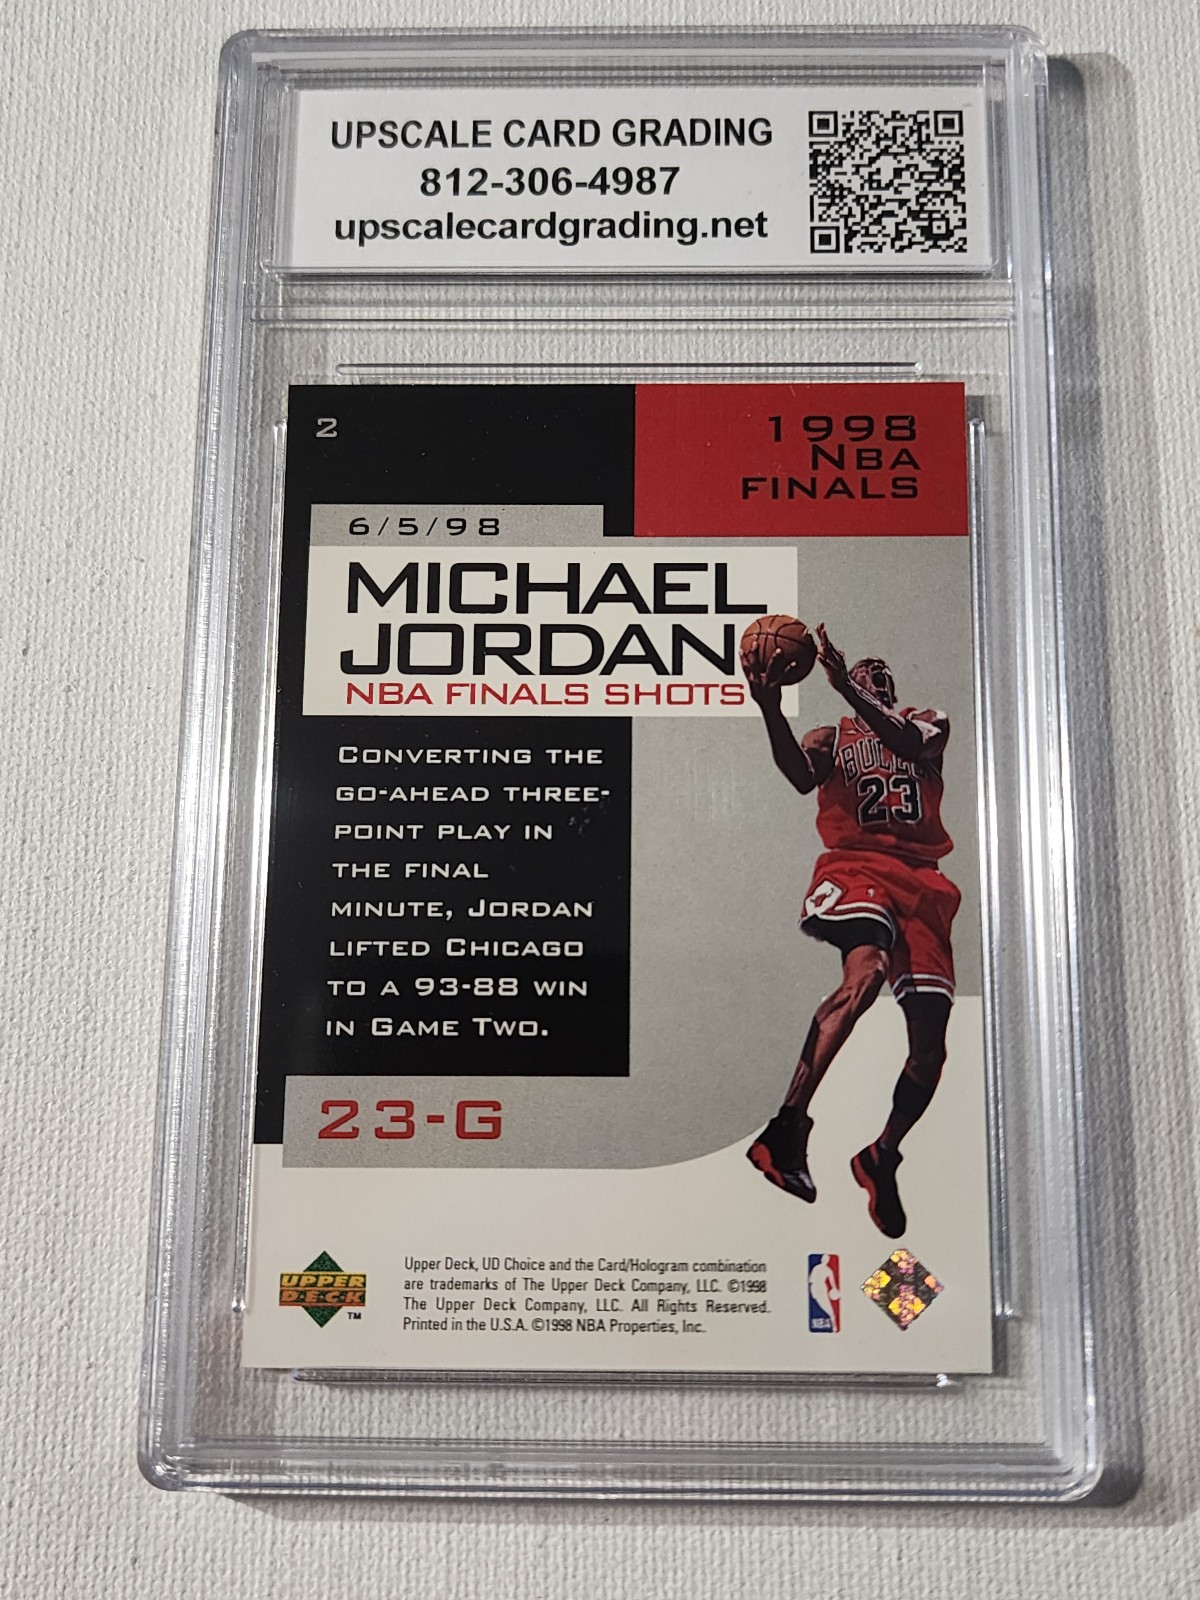 UPSCALE CARD GRADING
812-306-4987
upscalecardgrading.net
2
1998
NBA
FINALS
6/5/98
MICHAEL
JORDAN
NBA FINALS SHOTS
CONVERTING THE
GO-AHEAD THREE-
POINT PLAY IN
THE FINAL
MINUTE, JORDAN
LIFTED CHICAGO
TO A 93-88 WIN
IN GAME TWO.
BULLS
23
23-G
UPPER
DECK
TM
Upper Deck, UD Choice and the Card/Hologram combination
are trademarks of The Upper Deck Company, LLC. ©1998
The Upper Deck Company, LLC. All Rights Reserved.
Printed in the U.S.A. ©1998 NBA Properties, Inc.
NBA